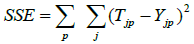 SSE = ∑_p ∑_j (T_jp − Y_jp)^2